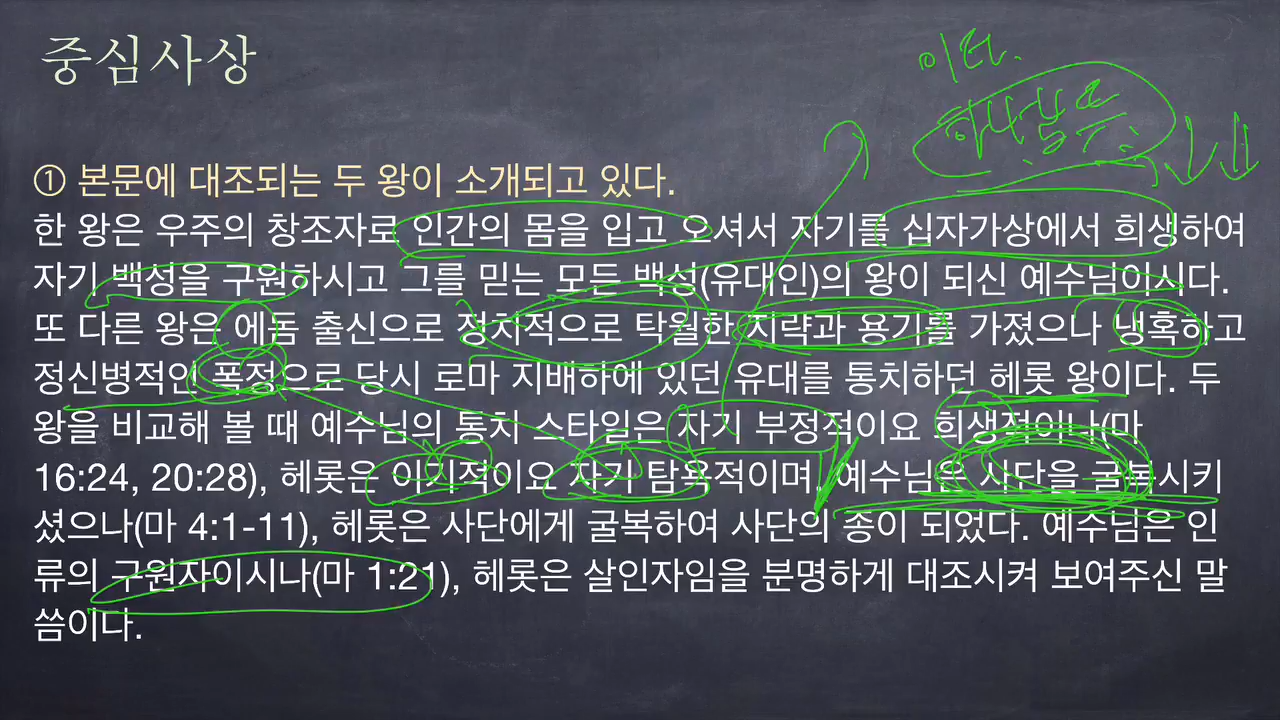 중심사상
① 본문에 대조되는 두 왕이 소개되고 있다.
한 왕은 우주의 창조자로 인간의 몸을 입고 오셔서 자기를 십자가상에서 희생하여
자기 백성을 구원하시고 그를 믿는 모든 백성(유대인)의 왕이 되신 예수님이시다.
또 다른 왕은 에돔 출신으로 정치적으로 탁월한 지략과 용기를 가졌으나 냉혹하고
정신병적인 폭정으로 당시 로마 지배하에 있던 유대를 통치하던 헤롯 왕이다. 두
왕을 비교해 볼 때 예수님의 통치 스타일은 자기 부정적이요 희생적이나(마
16:24, 20:28), 헤롯은 이기적이요 자기 탐욕적이며, 예수님은 사단을 굴복시키
셨으나(마 4:1-11), 헤롯은 사단에게 굴복하여 사단의 종이 되었다. 예수님은 인
류의 구원자이시나(마 1:21), 헤롯은 살인자임을 분명하게 대조시켜 보여주신 말
씀이다.